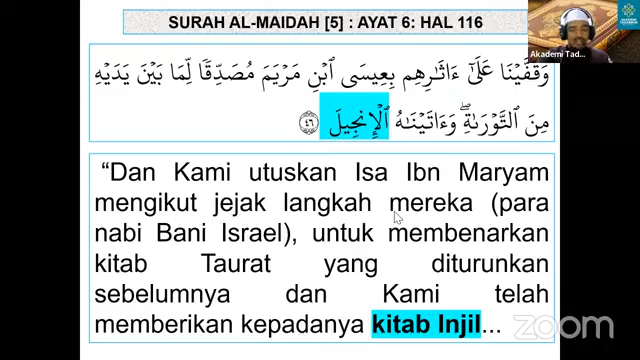 SURAH AL-MAIDAH [5] : AYAT 6: HAL 116
Akademi Tad...
وَقَفَّيْنَا عَلَىٰٓ ءَاثَـٰرِهِم بِعِيسَى ٱبْنِ مَرْيَمَ مُصَدِّقًا لِّمَا بَيْنَ يَدَيْهِ
مِنَ ٱلتَّوْرَىٰةِ ۖ وَءَاتَيْنَـٰهُ ٱلْإِنجِيلَ ٤٦
“Dan Kami utuskan Isa Ibn Maryam
mengikut jejak langkah mereka (para
nabi Bani Israel), untuk membenarkan
kitab Taurat yang diturunkan
sebelumnya dan Kami telah
memberikan kepadanya kitab Injil...
zoom